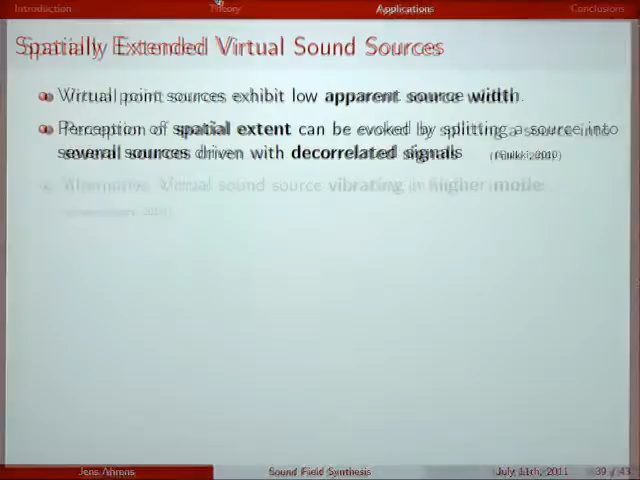 Introduction Theory Applications Conclusions
Spatially Extended Virtual Sound Sources
Virtual point sources exhibit low apparent source width.
Perception of spatial extent can be evoked by splitting a source into
several sources driven with decorrelated signals
Alternative: Virtual sound source vibrating in higher mode
Jens Ahrens Sound Field Synthesis July 11th, 2011 39 / 43